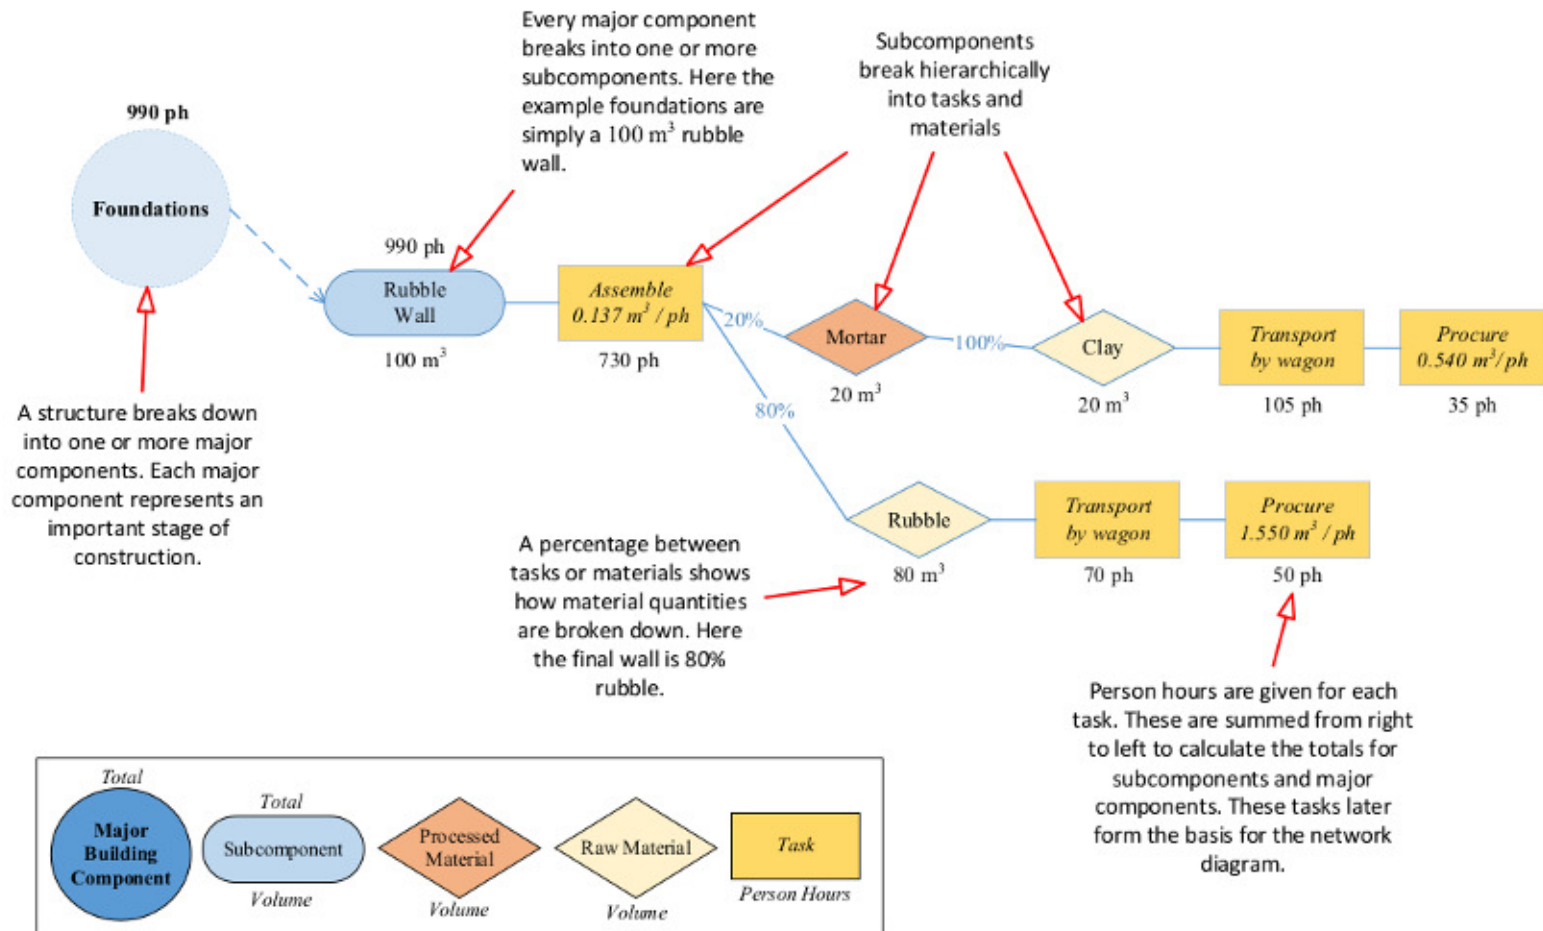 Every major component
breaks into one or more
subcomponents. Here the
example foundations are
simply a 100 m³ rubble
wall.
Subcomponents
break hierarchically
into tasks and
materials
990 ph
Foundations
990 ph
Rubble
Wall
100 m³
Assemble
0.137 m³ / ph
730 ph
20%
Mortar
20 m³
100%
Clay
20 m³
Transport
by wagon
105 ph
Procure
0.540 m³/ ph
35 ph
80%
Rubble
80 m³
Transport
by wagon
70 ph
Procure
1.550 m³ / ph
50 ph
A structure breaks down
into one or more major
components. Each major
component represents an
important stage of
construction.
A percentage between
tasks or materials shows
how material quantities
are broken down. Here
the final wall is 80%
rubble.
Person hours are given for each
task. These are summed from right
to left to calculate the totals for
subcomponents and major
components. These tasks later
form the basis for the network
diagram.
Total
Major
Building
Component
Total
Subcomponent
Volume
Processed
Material
Volume
Raw Material
Volume
Task
Person Hours